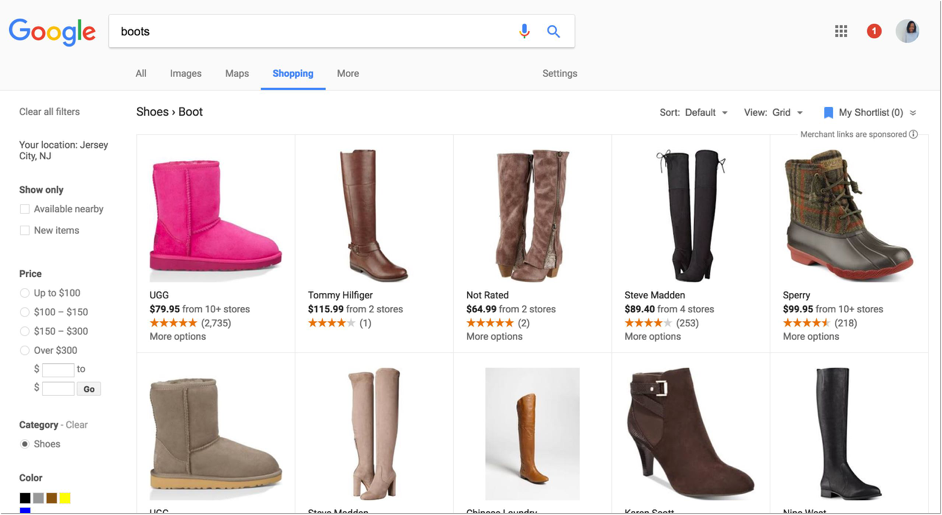 Google
boots
1
All Images Maps Shopping More Settings
Clear all filters
Shoes › Boot
Sort: Default View: Grid My Shortlist (0)
Merchant links are sponsored
Your location: Jersey
City, NJ
Show only
Available nearby
New items
Price
Up to $100
$100 – $150
$150 – $300
Over $300
$ to
$ Go
Category - Clear
Shoes
Color
UGG
$79.95 from 10+ stores
(2,735)
More options
Tommy Hilfiger
$115.99 from 2 stores
(1)
Not Rated
$64.99 from 2 stores
(2)
More options
Steve Madden
$89.40 from 4 stores
(253)
More options
Sperry
$99.95 from 10+ stores
(218)
More options
UGG
Steve Madden
Chinese Laundry
Karen Scott
Nine West